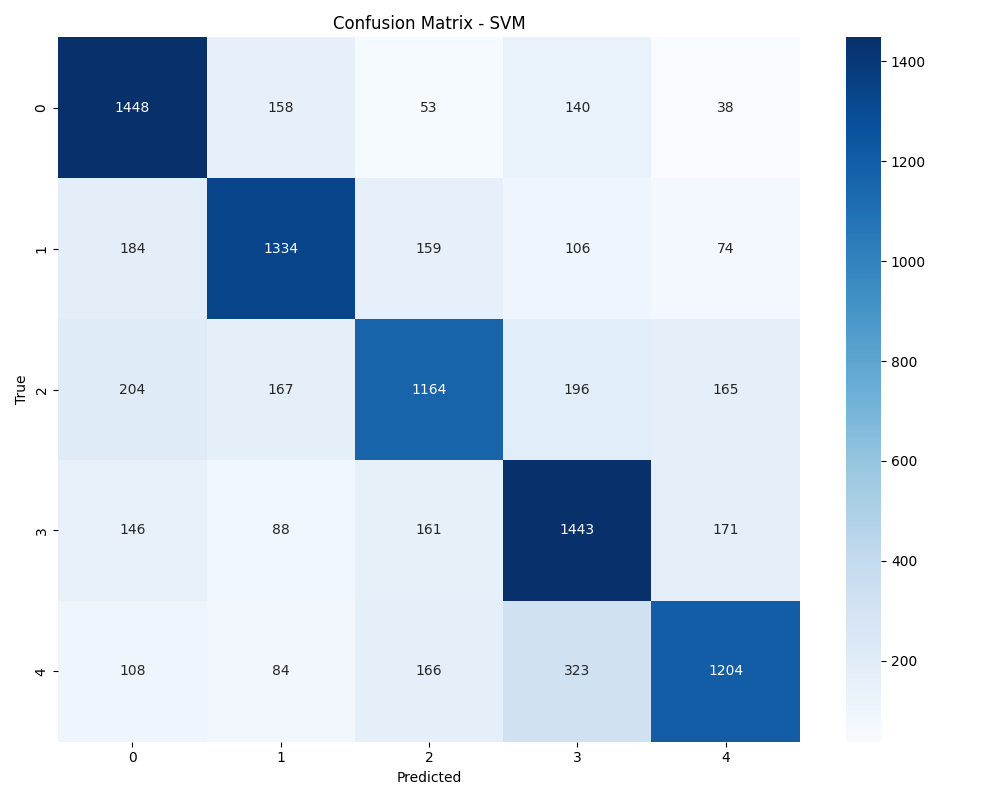 Confusion Matrix - SVM
0 1448 158 53 140 38
1 184 1334 159 106 74
2 204 167 1164 196 165
3 146 88 161 1443 171
4 108 84 166 323 1204
0 1 2 3 4
True
Predicted
1400
1200
1000
800
600
400
200